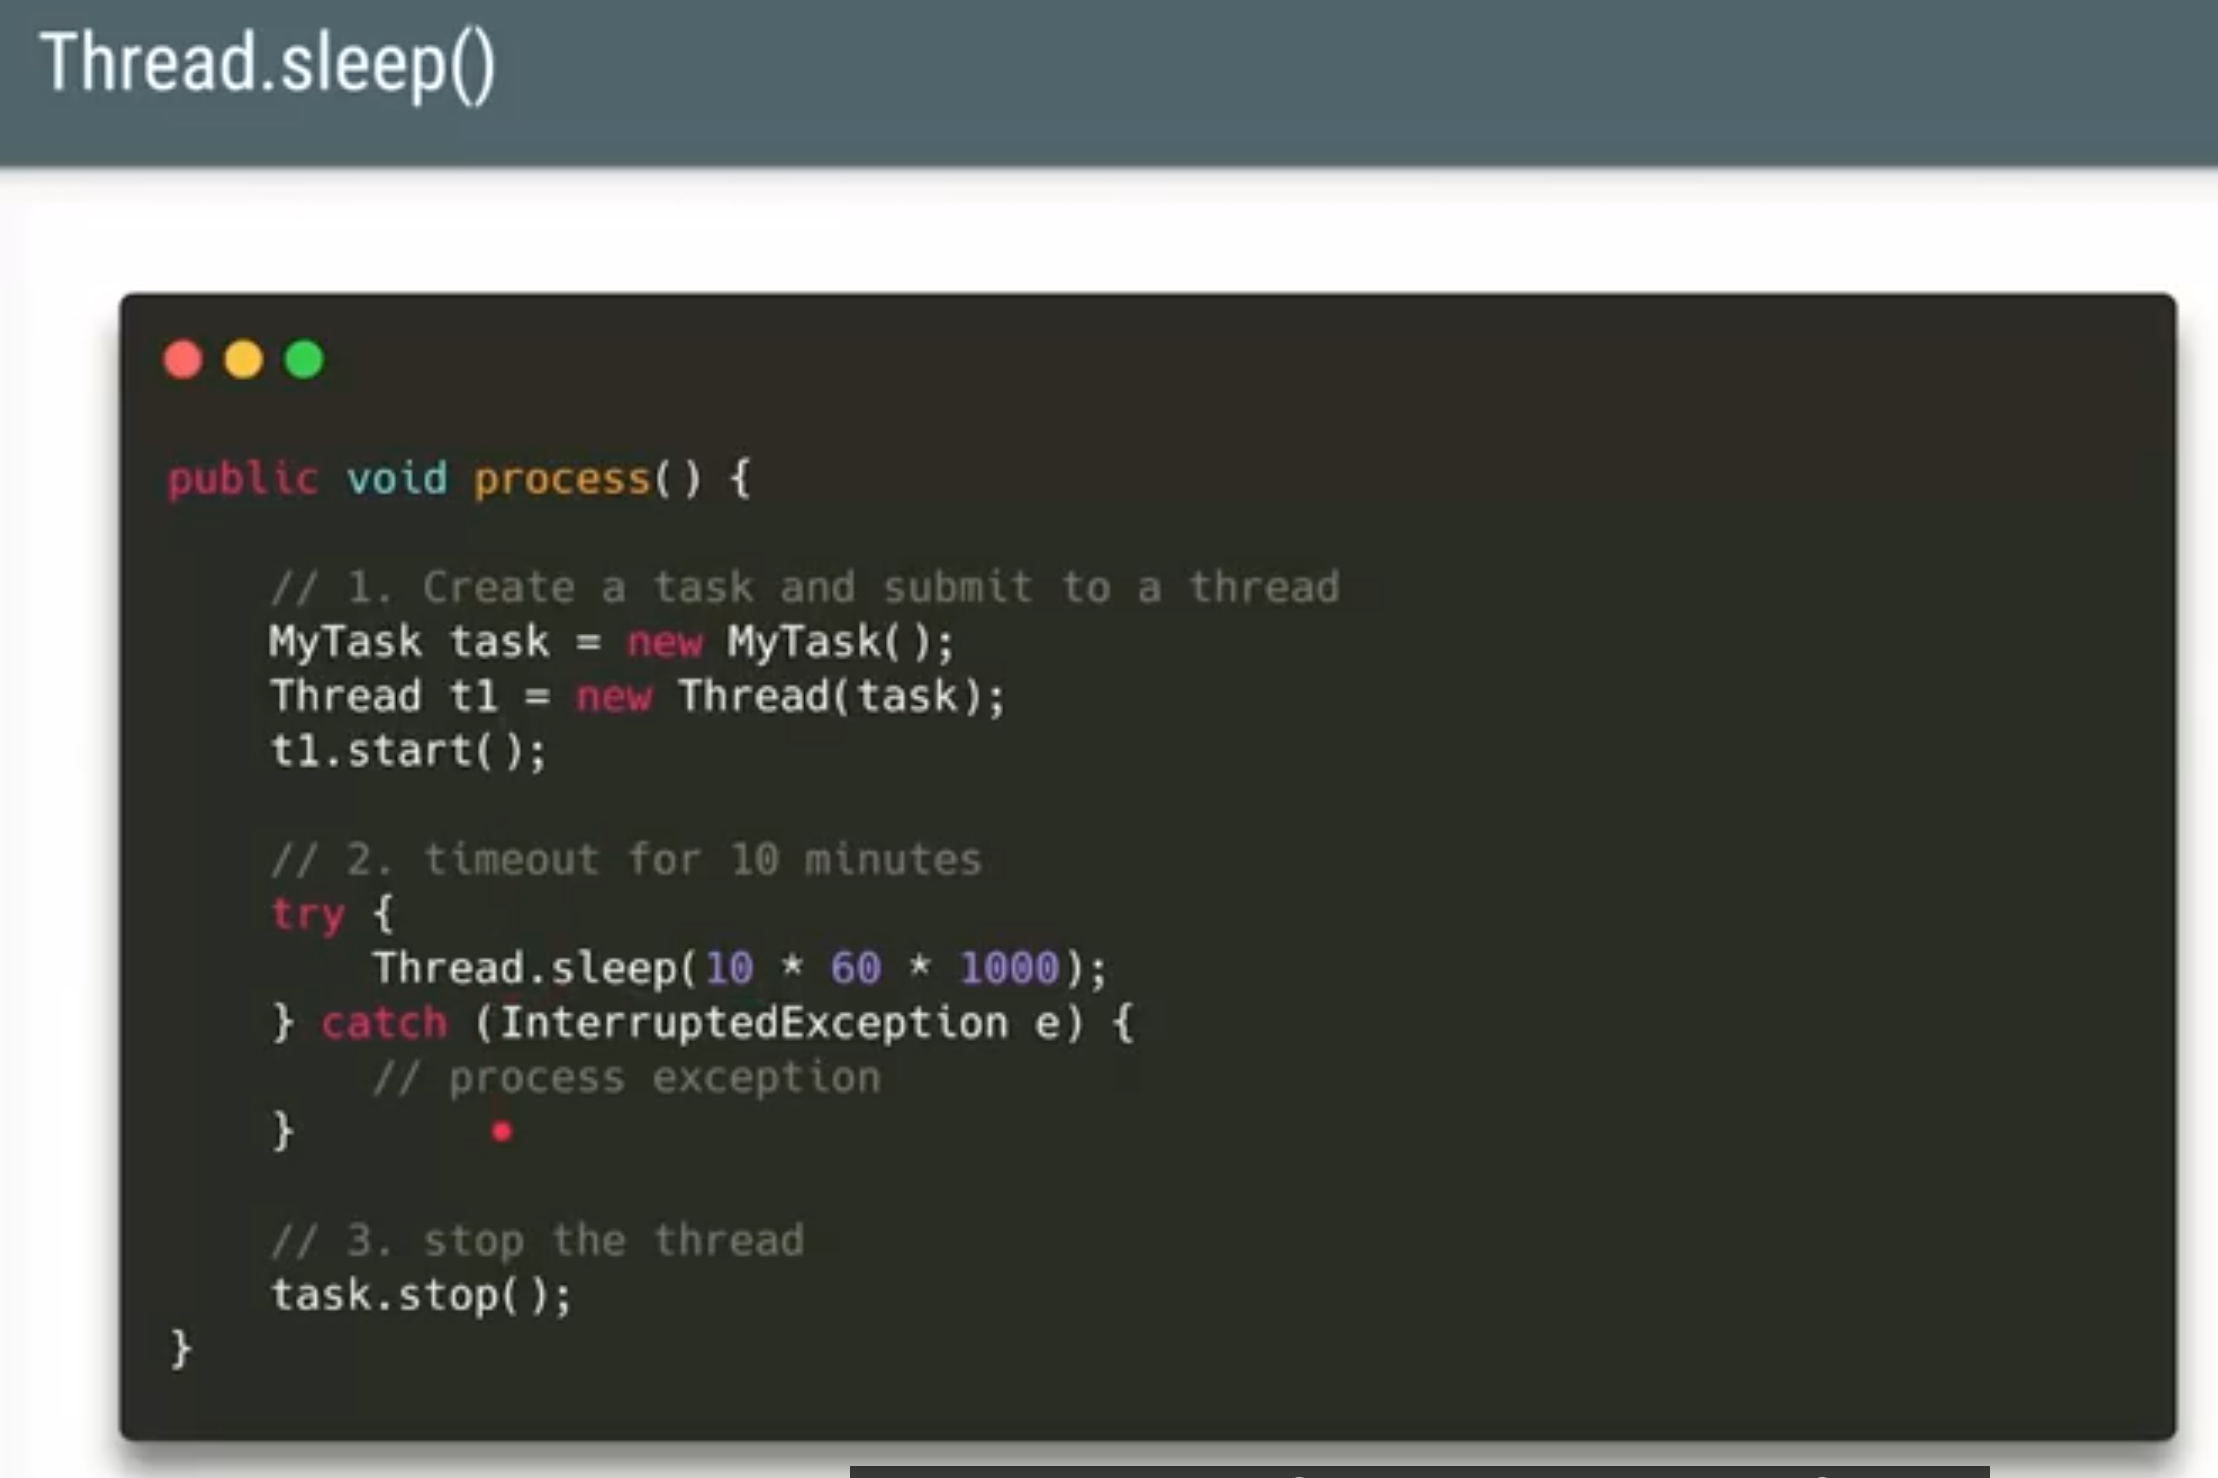 Thread.sleep()
public void process() {
// 1. Create a task and submit to a thread
MyTask task = new MyTask();
Thread t1 = new Thread(task);
t1.start();
// 2. timeout for 10 minutes
try {
Thread.sleep(10 * 60 * 1000);
} catch (InterruptedException e) {
// process exception
}
// 3. stop the thread
task.stop();
}